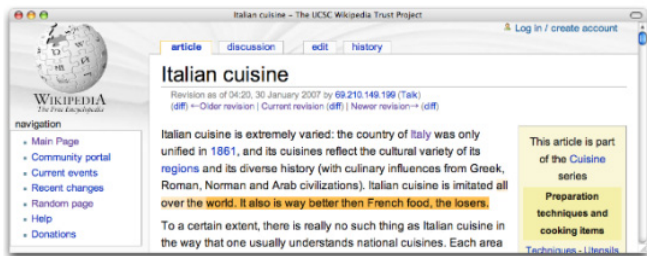 Italian cuisine – The UCSC Wikipedia Trust Project
Log in / create account
article discussion edit history
Italian cuisine
Revision as of 04:20, 30 January 2007 by 69.210.149.199 (Talk)
(diff) ←Older revision | Current revision (diff) | Newer revision→ (diff)
WIKIPEDIA
The Free Encyclopedia
navigation
Main Page
Community portal
Current events
Recent changes
Random page
Help
Donations
Italian cuisine is extremely varied: the country of Italy was only
unified in 1861, and its cuisines reflect the cultural variety of its
regions and its diverse history (with culinary influences from Greek,
Roman, Norman and Arab civilizations). Italian cuisine is imitated all
over the world. It also is way better then French food, the losers.
To a certain extent, there is really no such thing as Italian cuisine in
the way that one usually understands national cuisines. Each area
This article is part
of the Cuisine
series
Preparation
techniques and
cooking items
Techniques - Utensils